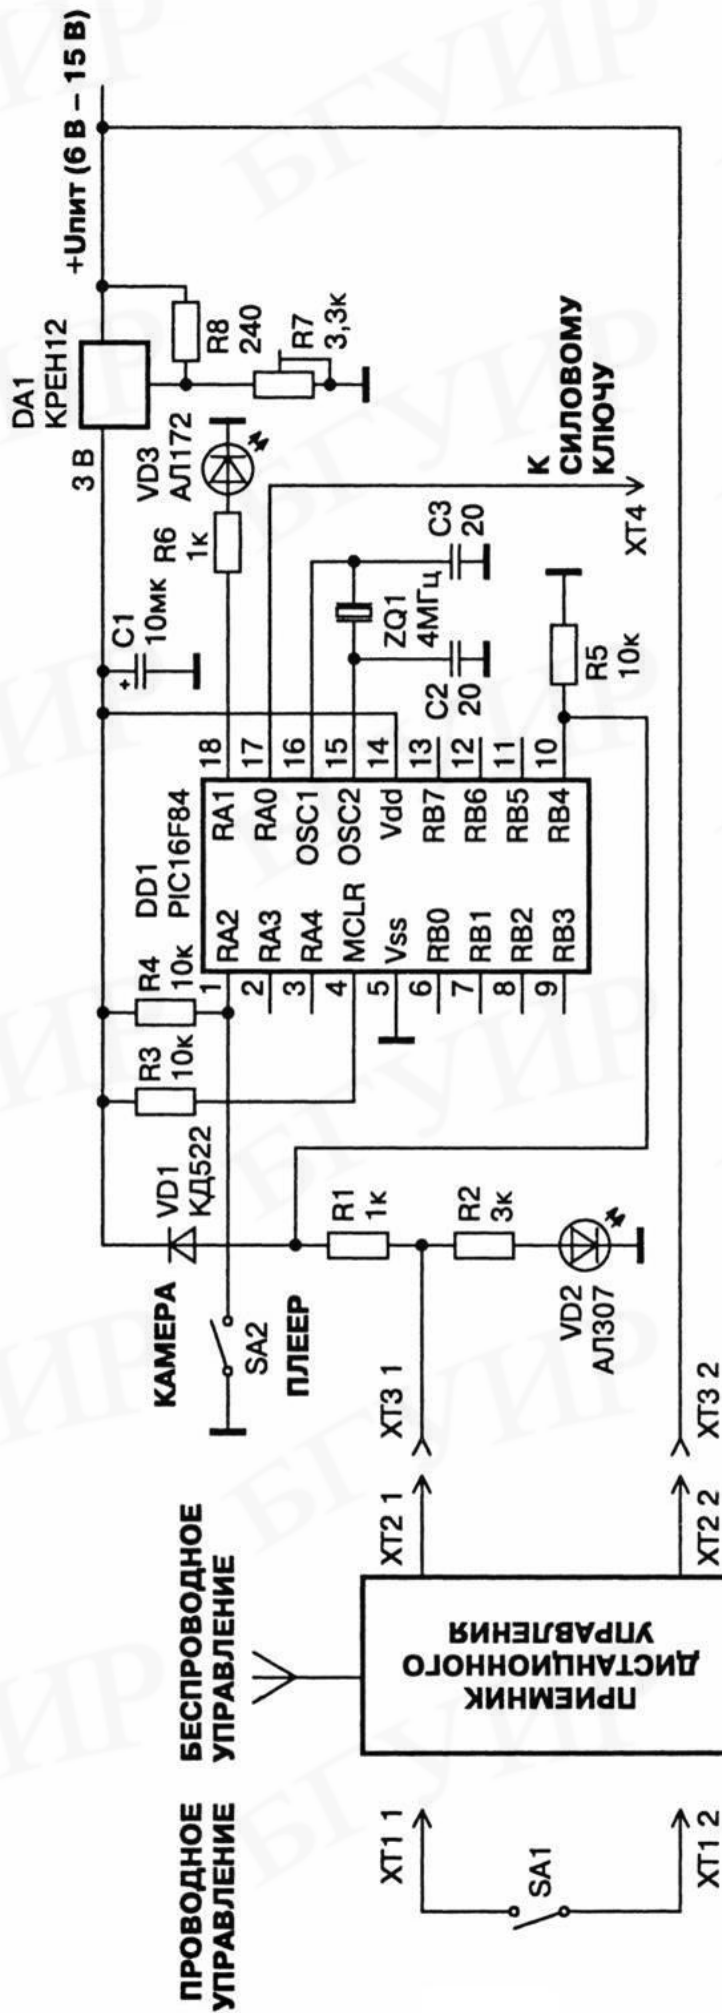 ПРОВОДНОЕ
УПРАВЛЕНИЕ
БЕСПРОВОДНОЕ
УПРАВЛЕНИЕ
КАМЕРА
SA2
ПЛЕЕР
VD1
КД522
R3
10к
R4
10к
DD1
PIC16F84
C1
10мк
3 В
DA1
КРЕН12
+Uпит (6 В – 15 В)
R8
240
R7
3,3к
VD3
АЛ172
R6
1к
1
RA2
RA1
18
2
RA3
RA0
17
3
RA4
OSC1
16
4
MCLR
OSC2
15
5
Vss
Vdd
14
6
RB0
RB7
13
7
RB1
RB6
12
8
RB2
RB5
11
9
RB3
RB4
10
ZQ1
4МГц
C2
20
C3
20
К
СИЛОВОМУ
КЛЮЧУ
XT4
R5
10к
R1
1к
R2
3к
VD2
АЛ307
XT1 1
SA1
XT1 2
ПРИЕМНИК
ДИСТАНЦИОННОГО
УПРАВЛЕНИЯ
XT2 1
XT3 1
XT2 2
XT3 2
БГУИР
БГУИР
БГУИР
БГУИР
БГУИР
БГУИР